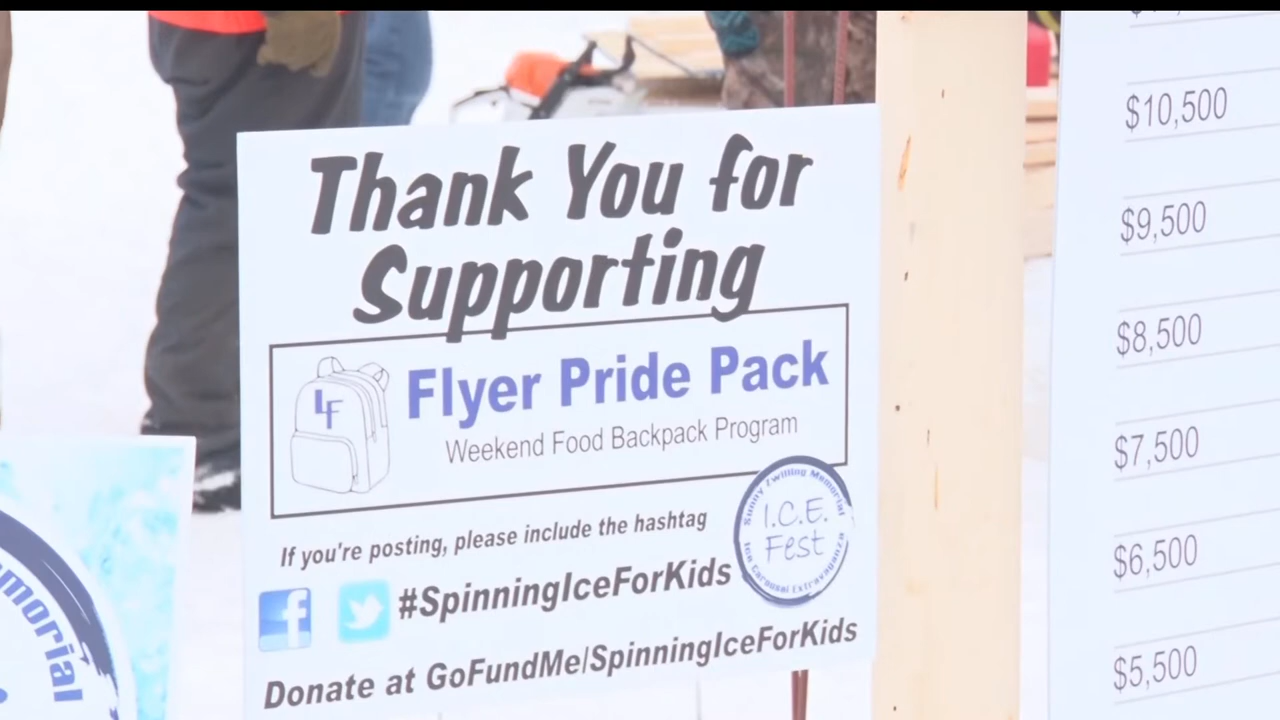 Thank You for
Supporting
LF
Flyer Pride Pack
Weekend Food Backpack Program
If you're posting, please include the hashtag
#SpinningIceForKids
Donate at GoFundMe/SpinningIceForKids
Sunny Zwilling Memorial
I.C.E.
Fest
Ice Carousel Extravaganza
morial
$10,500
$9,500
$8,500
$7,500
$6,500
$5,500